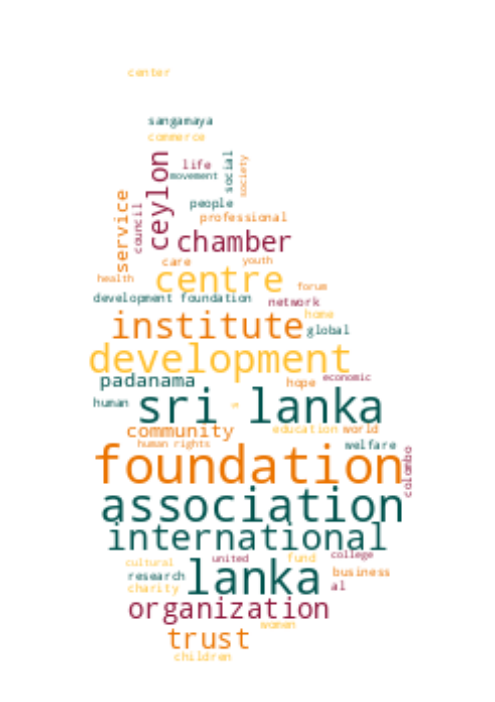 center
sangamaya
commerce
ceylon
life
movement
social
society
people
service
council
professional
chamber
care
youth
health
centre
forum
development foundation
network
home
institute
global
development
padanama
economic
hope
human
sri lanka
community
education
world
human rights
welfare
foundation
colombo
association
international
united
fund
college
cultural
research
lanka
business
charity
al
organization
women
trust
children